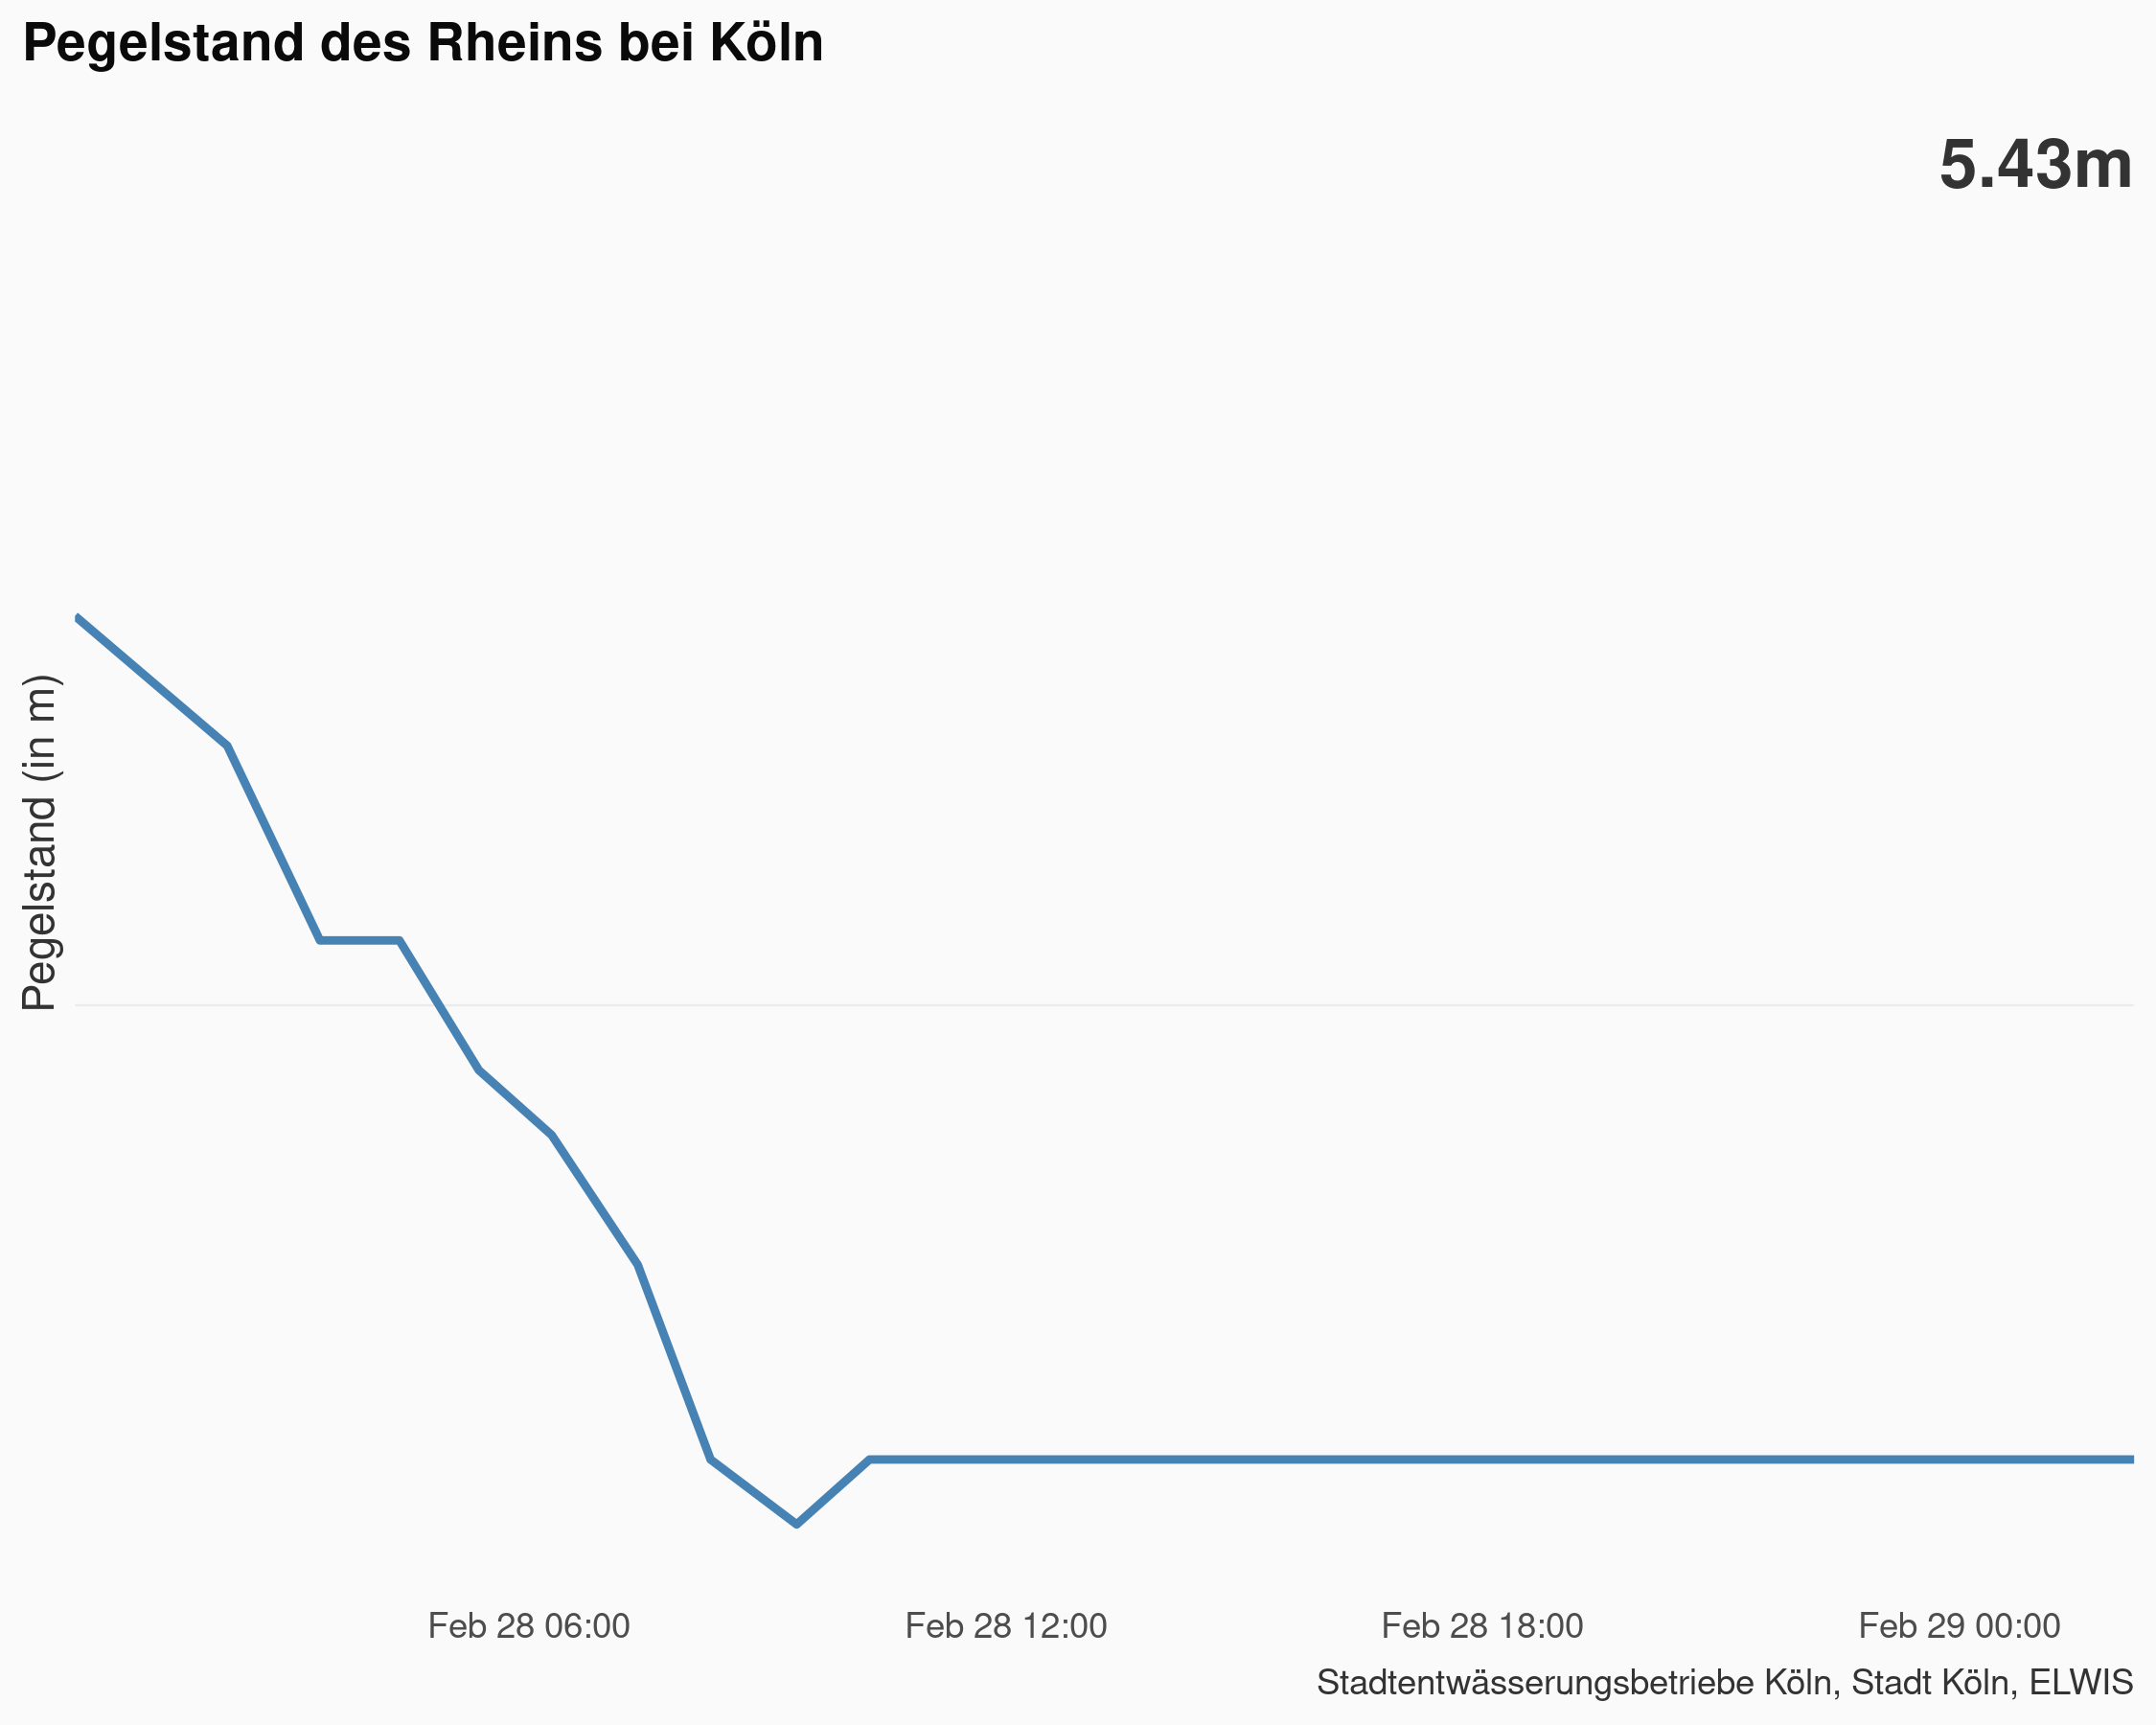 Pegelstand des Rheins bei Köln
5.43m
Pegelstand (in m)
Feb 28 06:00
Feb 28 12:00
Feb 28 18:00
Feb 29 00:00
Stadtentwässerungsbetriebe Köln, Stadt Köln, ELWIS